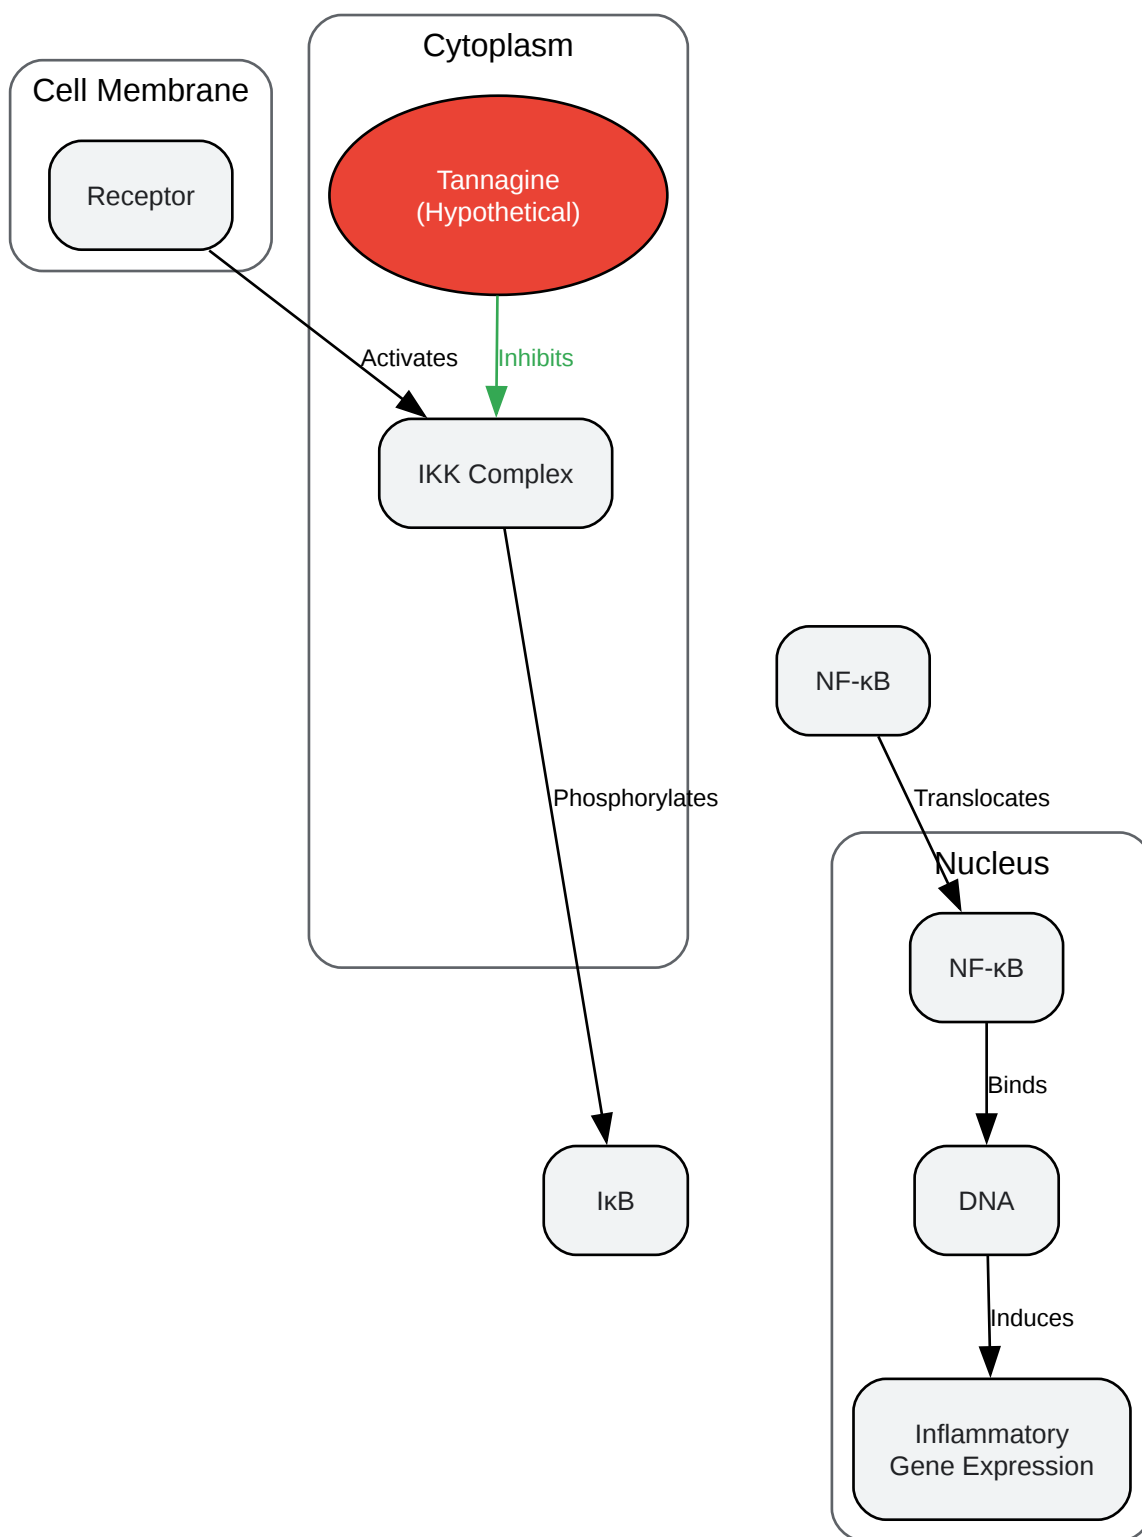 Cytoplasm
Cell Membrane
Receptor
Tannagine
(Hypothetical)
Activates
Inhibits
IKK Complex
NF-κB
Phosphorylates
Translocates
Nucleus
NF-κB
Binds
IκB
DNA
Induces
Inflammatory
Gene Expression